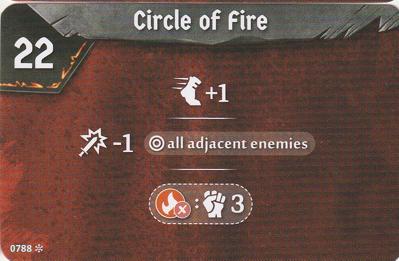 Circle of Fire
22
+1
-1 all adjacent enemies
: 3
0788